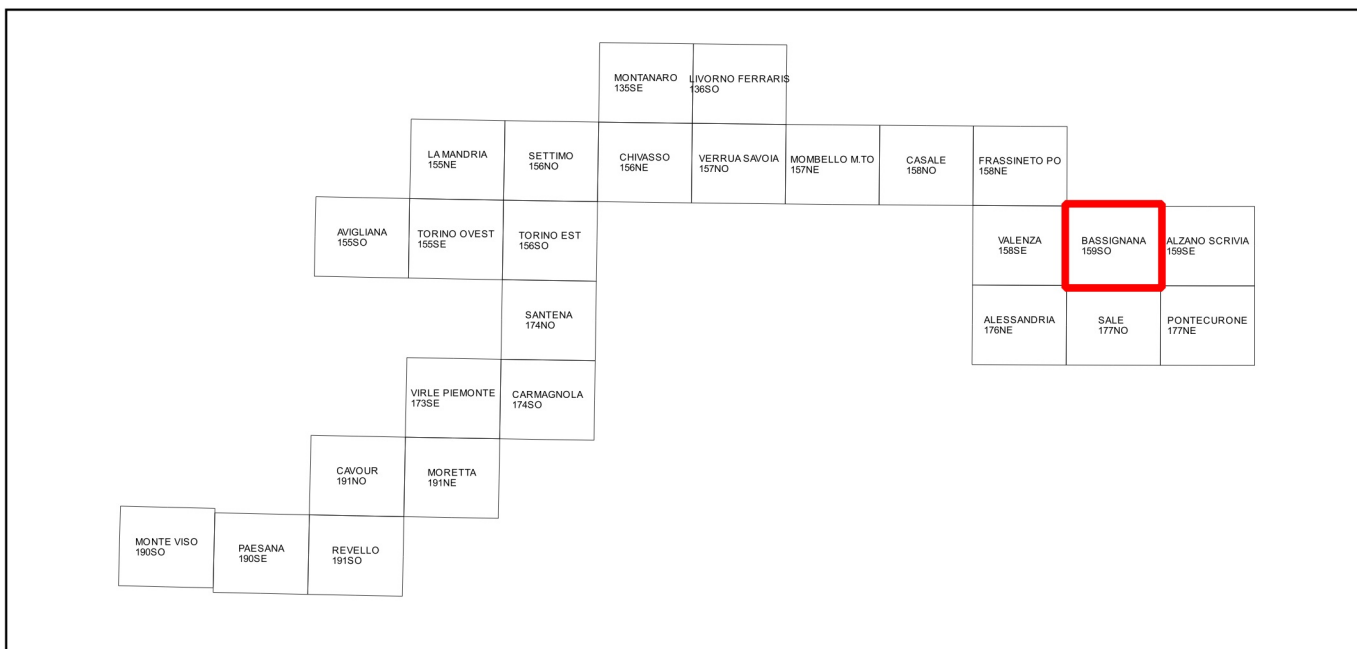 MONTANARO
135SE
LIVORNO FERRARIS
136SO
LA MANDRIA
155NE
SETTIMO
156NO
CHIVASSO
156NE
VERRUA SAVOIA
157NO
MOMBELLO M.TO
157NE
CASALE
158NO
FRASSINETO PO
158NE
AVIGLIANA
155SO
TORINO OVEST
155SE
TORINO EST
156SO
VALENZA
158SE
BASSIGNANA
159SO
ALZANO SCRIVIA
159SE
SANTENA
174NO
ALESSANDRIA
176NE
SALE
177NO
PONTECURONE
177NE
VIRLE PIEMONTE
173SE
CARMAGNOLA
174SO
CAVOUR
191NO
MORETTA
191NE
MONTE VISO
190SO
PAESANA
190SE
REVELLO
191SO